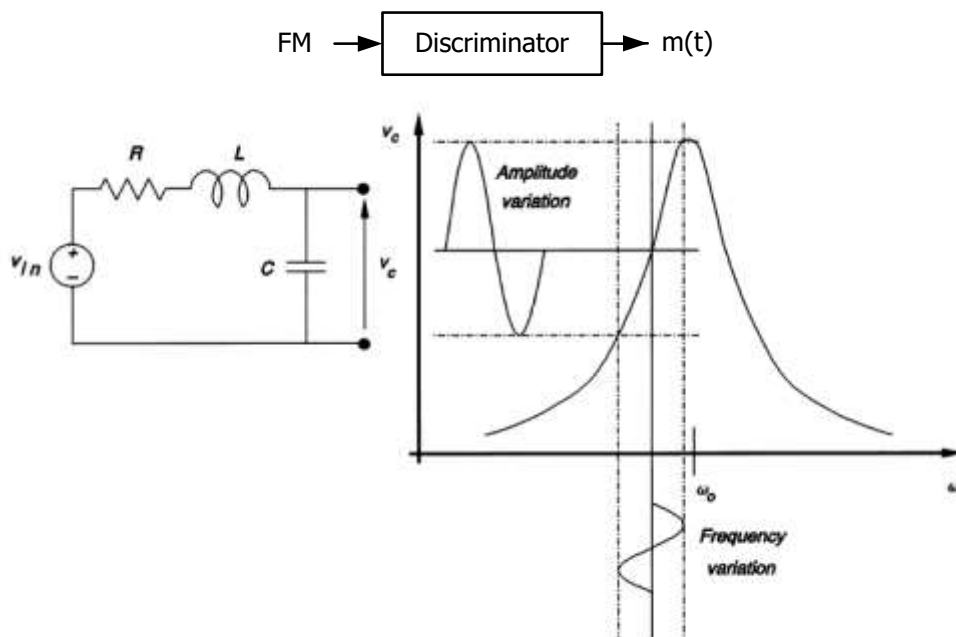 FM
Discriminator
m(t)
R
L
+
−
v_in
C
v_c
v_c
Amplitude
variation
ω_o
ω
Frequency
variation